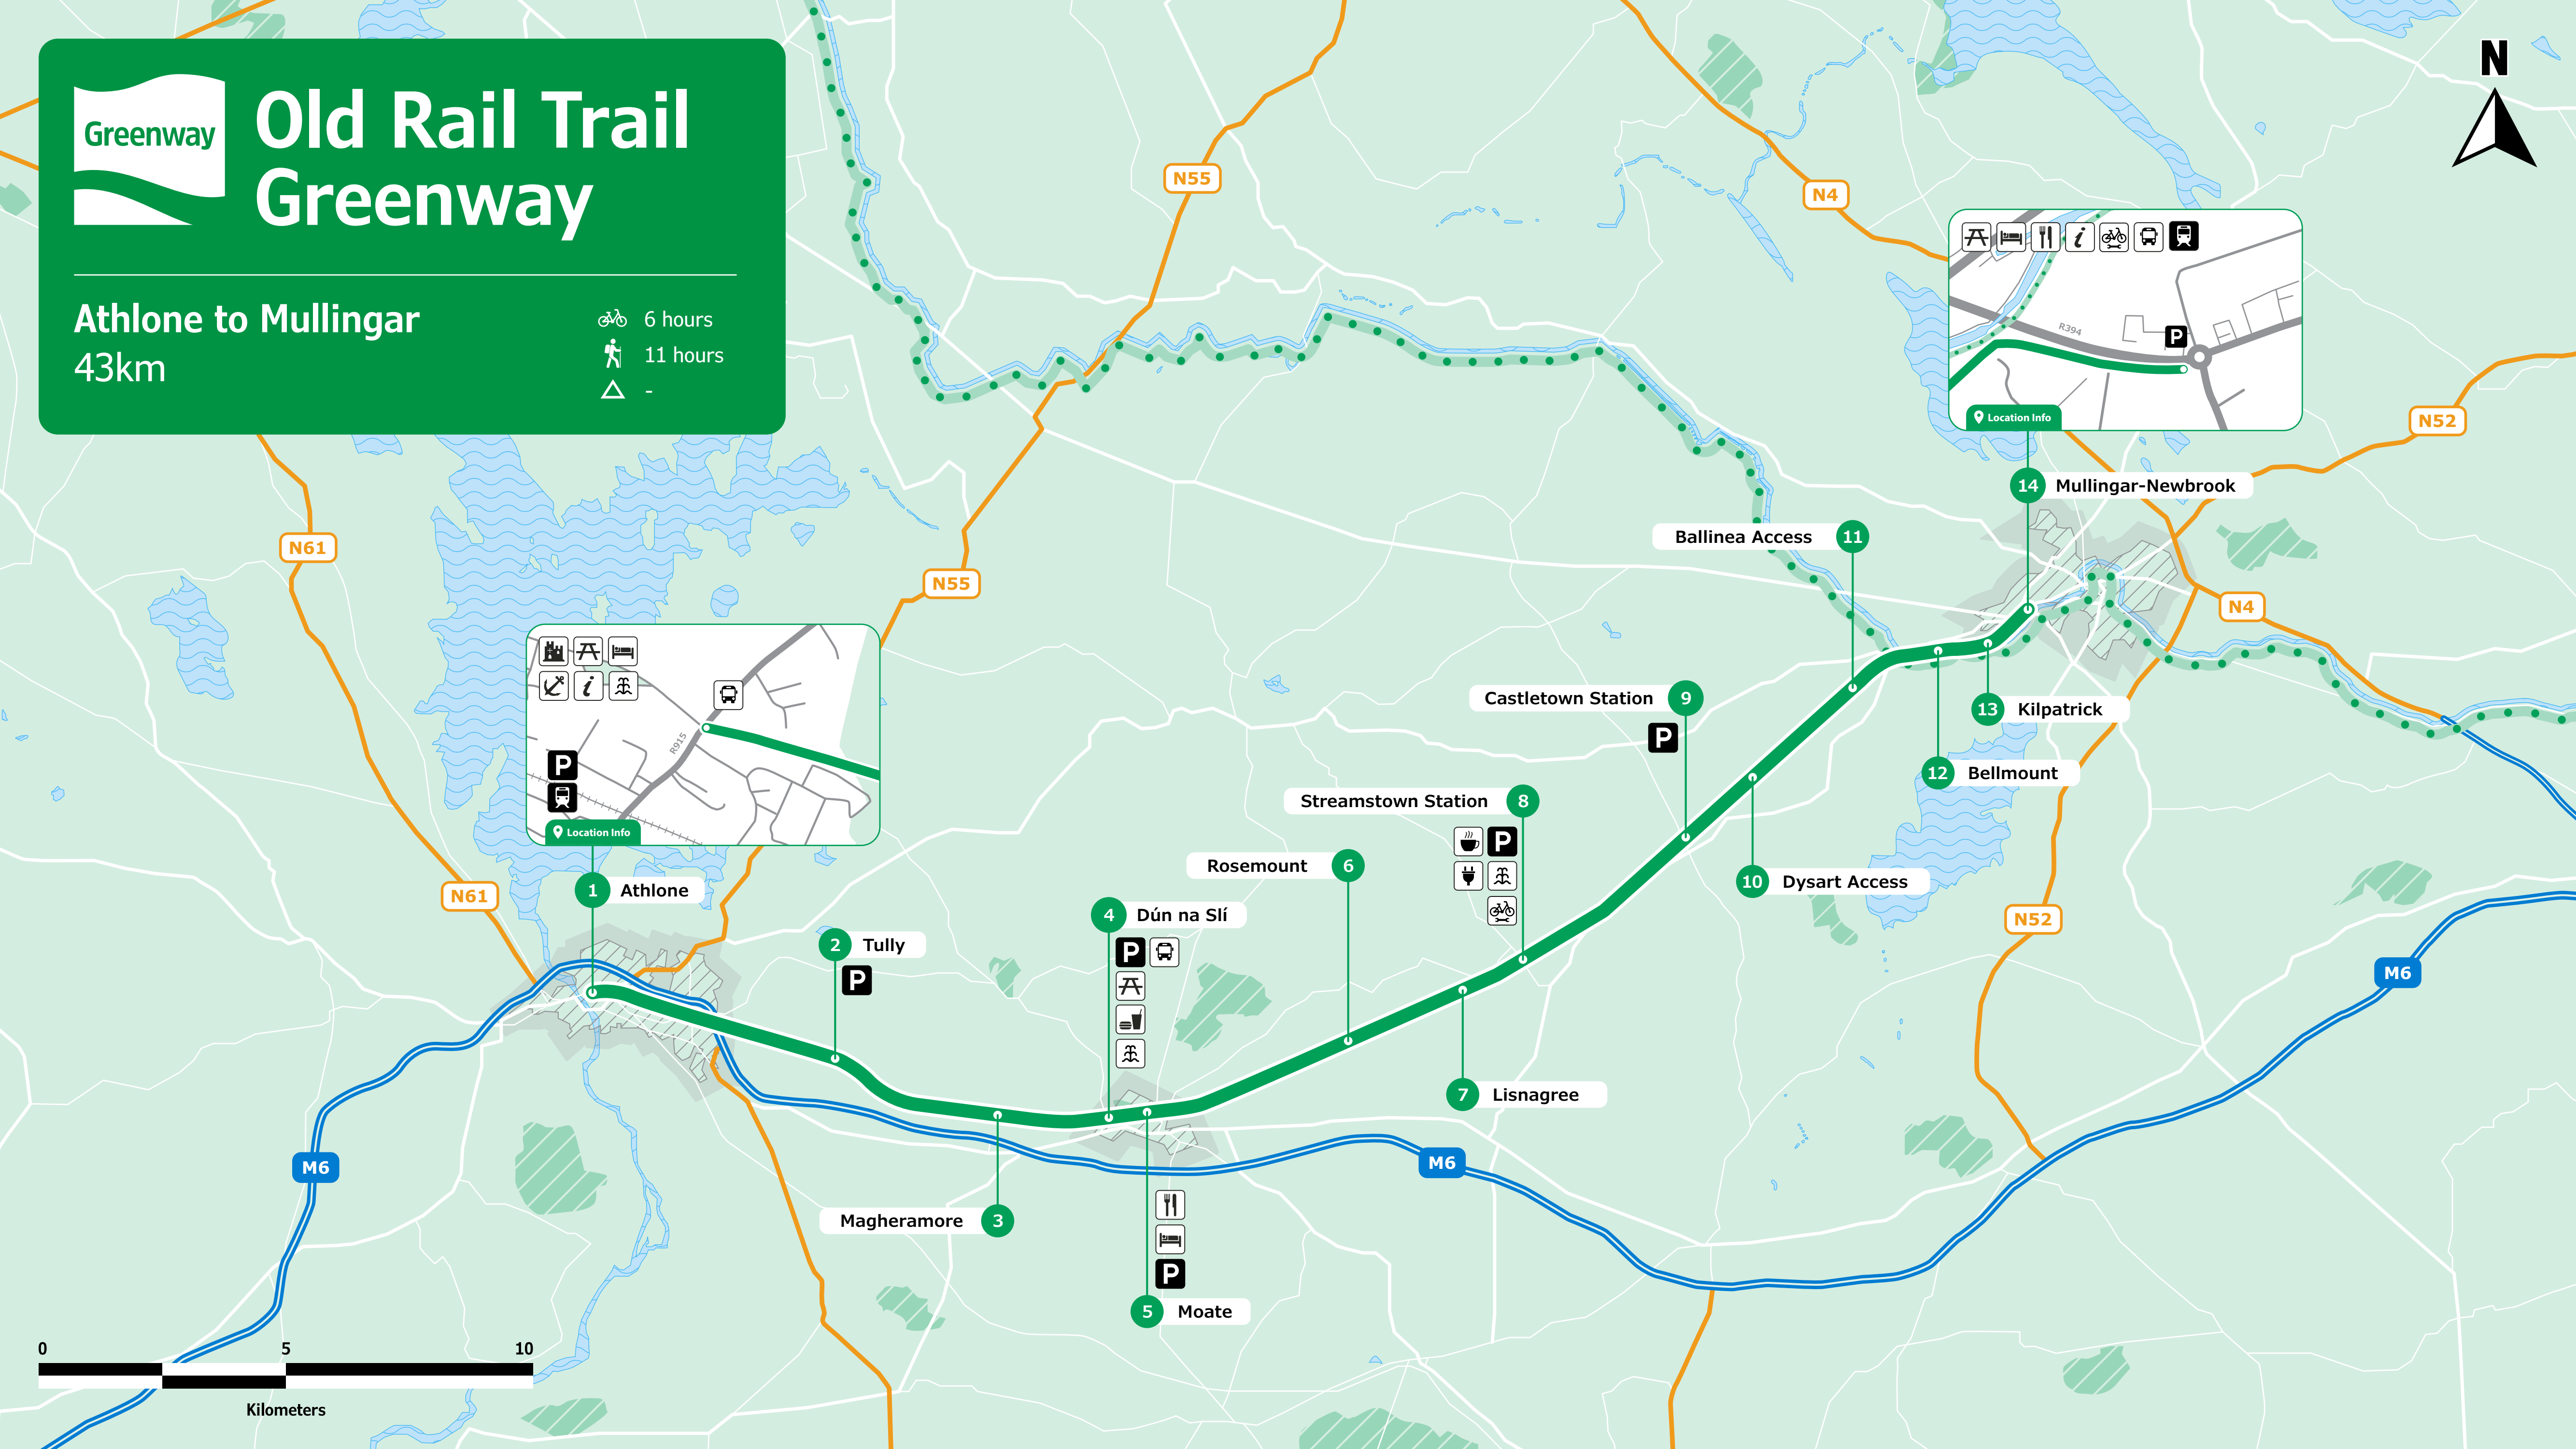 Greenway
Old Rail Trail
Greenway
Athlone to Mullingar
43km
6 hours
11 hours
-
N
N55
N4
R394
P
Location Info
N52
14 Mullingar-Newbrook
Ballinea Access 11
N61
N55
N4
R915
P
Location Info
Castletown Station 9
P
13 Kilpatrick
12 Bellmount
Streamstown Station 8
P
Rosemount 6
10 Dysart Access
N61
1 Athlone
4 Dún na Slí
P
N52
2 Tully
P
M6
7 Lisnagree
M6
M6
Magheramore 3
P
5 Moate
0 5 10
Kilometers